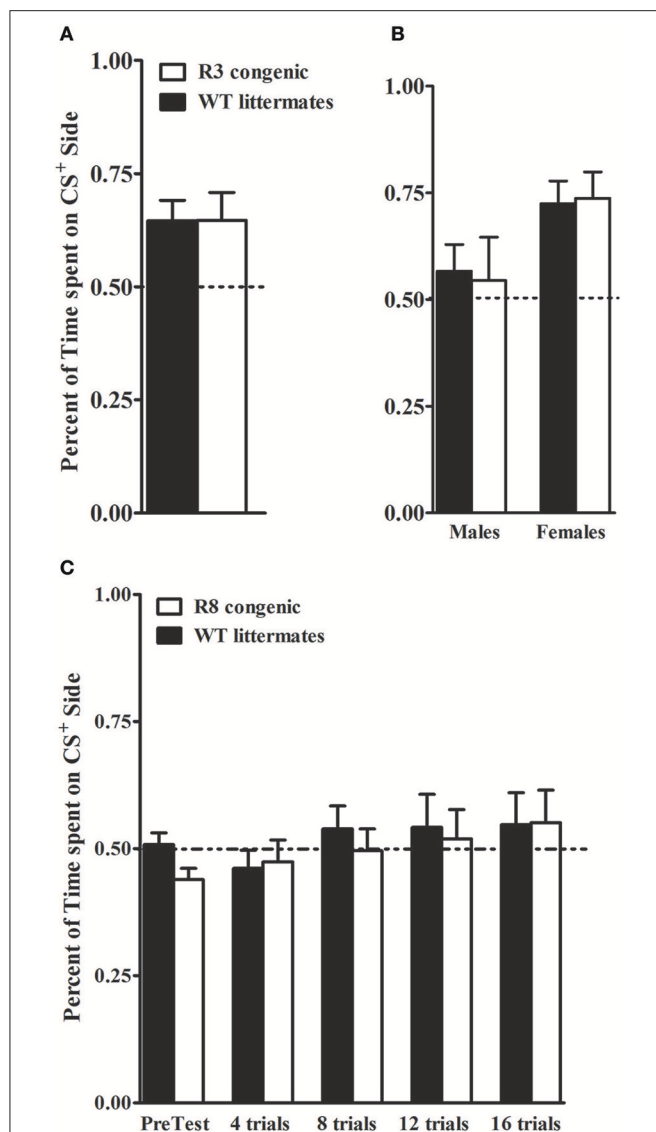 A
Percent of Time spent on CS+ Side
1.00
0.75
0.50
0.25
0.00
R3 congenic
WT littermates
B
1.00
0.75
0.50
0.25
0.00
Males Females
C
Percent of Time spent on CS+ Side
1.00
0.75
0.50
0.25
0.00
R8 congenic
WT littermates
PreTest 4 trials 8 trials 12 trials 16 trials